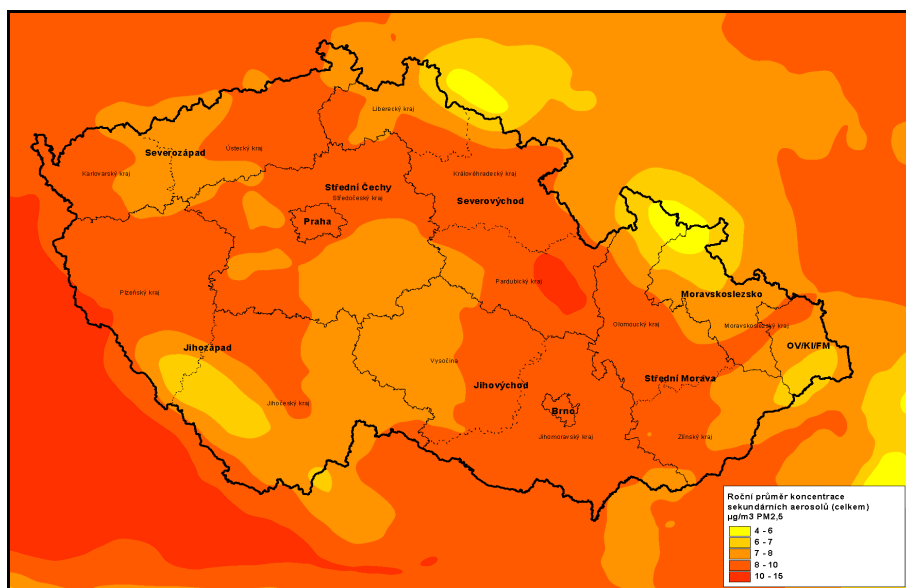 Liberecký kraj
Severozápad
Ústecký kraj
Karlovarský kraj
Královéhradecký kraj
Střední Čechy
Středočeský kraj
Severovýchod
Praha
Pardubický kraj
Plzeňský kraj
Moravskoslezsko
Olomoucký kraj
Moravskoslezský kraj
OV/KI/FM
Jihozápad
Vysočina
Střední Morava
Jihovýchod
Jihočeský kraj
Brno
Jihomoravský kraj
Zlínský kraj
Roční průměr koncentrace
sekundárních aerosolů (celkem)
µg/m3 PM2,5
4 - 6
6 - 7
7 - 8
8 - 10
10 - 15